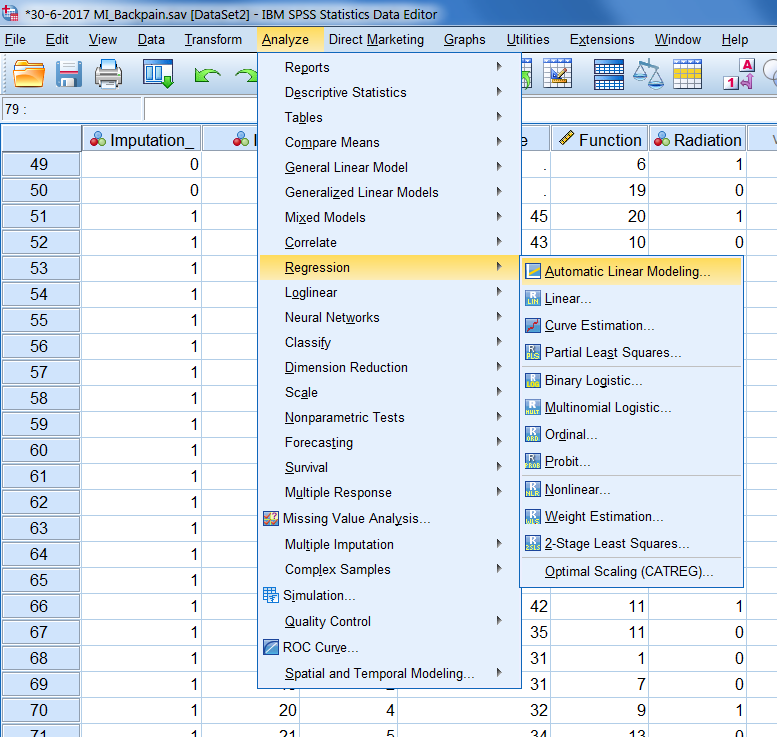 *30-6-2017 MI_Backpain.sav [DataSet2] - IBM SPSS Statistics Data Editor
File Edit View Data Transform Analyze Direct Marketing Graphs Utilities Extensions Window Help
79 :
Imputation_ Function Radiation
Reports
Descriptive Statistics
Tables
Compare Means
General Linear Model
Generalized Linear Models
Mixed Models
Correlate
Regression
Loglinear
Neural Networks
Classify
Dimension Reduction
Scale
Nonparametric Tests
Forecasting
Survival
Multiple Response
Missing Value Analysis...
Multiple Imputation
Complex Samples
Simulation...
Quality Control
ROC Curve...
Spatial and Temporal Modeling...
Automatic Linear Modeling...
Linear...
Curve Estimation...
Partial Least Squares...
Binary Logistic...
Multinomial Logistic...
Ordinal...
Probit...
Nonlinear...
Weight Estimation...
2-Stage Least Squares...
Optimal Scaling (CATREG)...
49 0 . 6 1
50 0 . 19 0
51 1 45 20 1
52 1 43 10 0
53 1
54 1
55 1
56 1
57 1
58 1
59 1
60 1
61 1
62 1
63 1
64 1
65 1
66 1 42 11 1
67 1 35 11 0
68 1 31 1 0
69 1 31 7 0
70 1 20 4 32 9 1
71 1 21 5 34 13 0